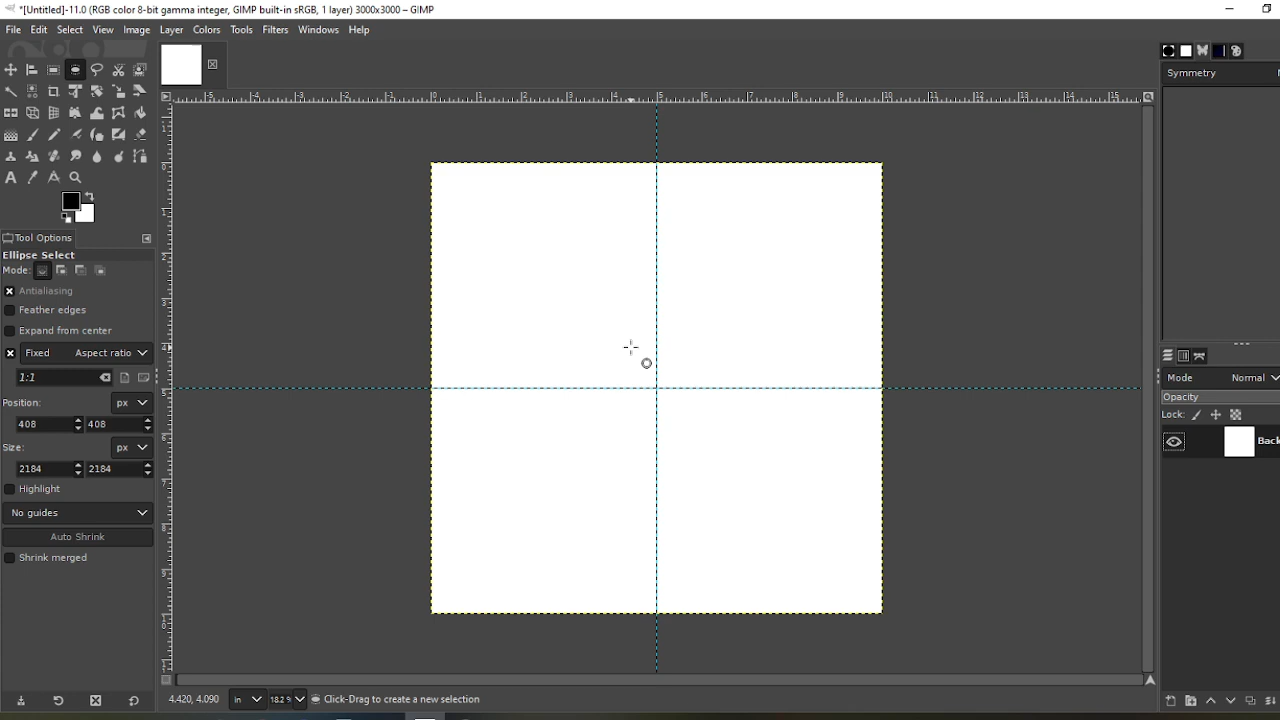 *[Untitled]-11.0 (RGB color 8-bit gamma integer, GIMP built-in sRGB, 1 layer) 3000x3000 – GIMP
File Edit Select View Image Layer Colors Tools Filters Windows Help
Symmetry
Tool Options
Ellipse Select
Mode:
Antialiasing
Feather edges
Expand from center
Fixed Aspect ratio
1:1
Position: px
408 408
Size: px
2184 2184
Highlight
No guides
Auto Shrink
Shrink merged
Mode Normal
Opacity
Lock:
Back
4.420, 4.090 in 18.2 % Click-Drag to create a new selection